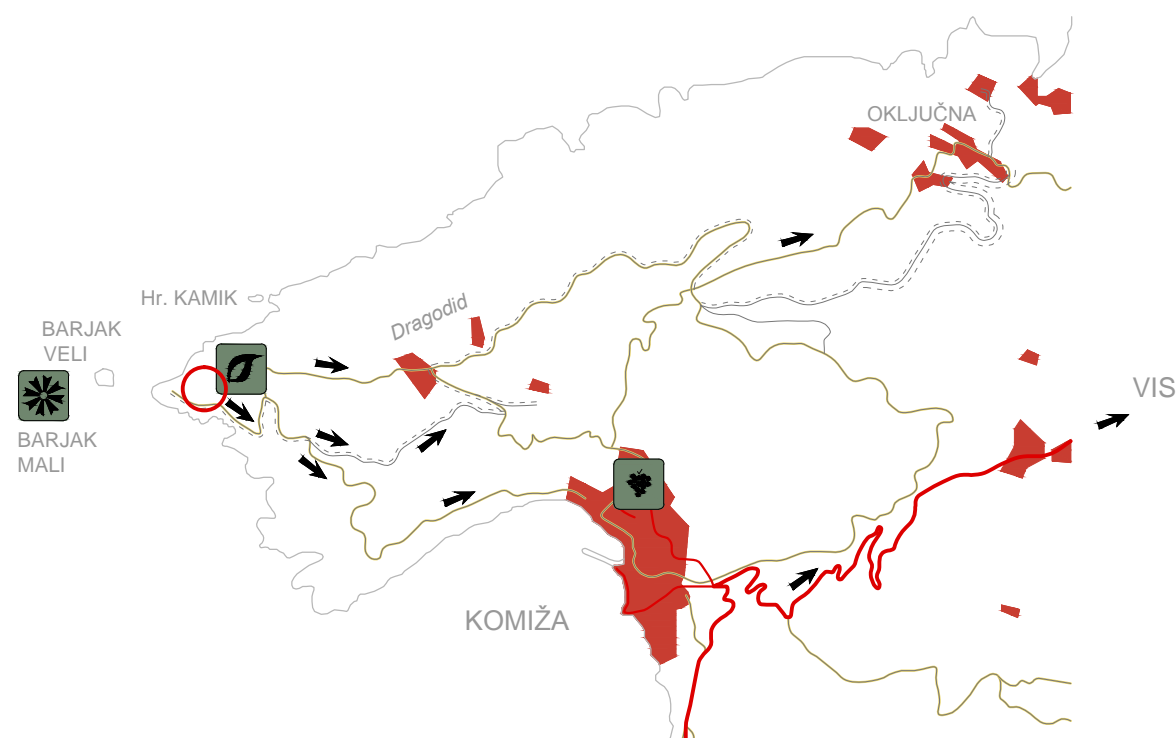 OKLJUČNA
Hr. KAMIK
Dragodid
BARJAK
VELI
VIS
BARJAK
MALI
KOMIŽA